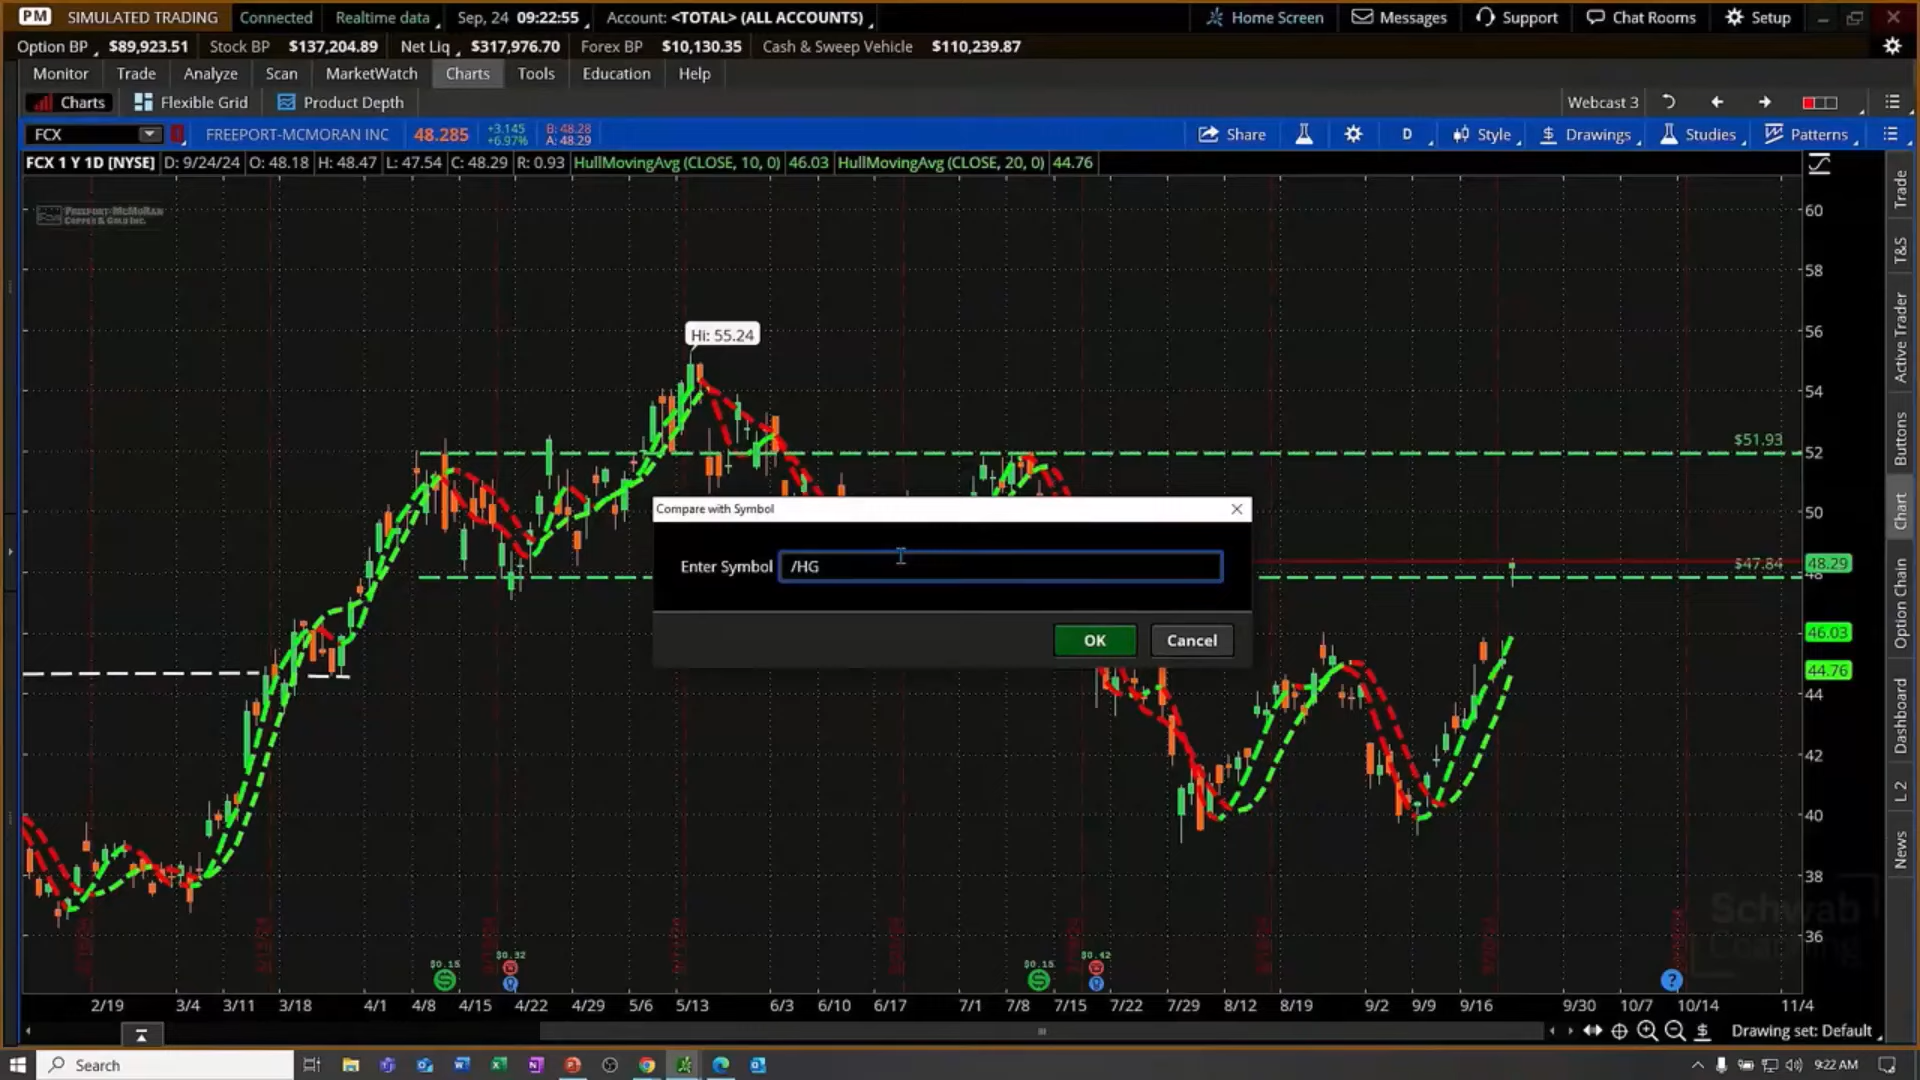 PM SIMULATED TRADING Connected Realtime data Sep, 24 09:22:55 Account: <TOTAL> (ALL ACCOUNTS) Home Screen Messages Support Chat Rooms Setup
Option BP $89,923.51 Stock BP $137,204.89 Net Liq $317,976.70 Forex BP $10,130.35 Cash & Sweep Vehicle $110,239.87
Monitor Trade Analyze Scan MarketWatch Charts Tools Education Help
Charts Flexible Grid Product Depth Webcast 3
FCX FREEPORT-MCMORAN INC 48.285 +3.145 +6.97% B: 48.28 A: 48.29 Share D Style Drawings Studies Patterns
FCX 1 Y 1D [NYSE] D: 9/24/24 O: 48.18 H: 48.47 L: 47.54 C: 48.29 R: 0.93 HullMovingAvg (CLOSE, 10, 0) 46.03 HullMovingAvg (CLOSE, 20, 0) 44.76
FREEPORT-MCMORAN
COPPER & GOLD INC.
Hi: 55.24
$51.93
$47.84
60
58
56
54
52
50
48
48.29
46.03
44.76
44
42
40
38
36
Compare with Symbol
Enter Symbol /HG
OK Cancel
Schwab
Coaching
$0.15 $0.32 $0.15 $0.42
2/19 3/4 3/11 3/18 4/1 4/8 4/15 4/22 4/29 5/6 5/13 6/3 6/10 6/17 7/1 7/8 7/15 7/22 7/29 8/12 8/19 9/2 9/9 9/16 9/30 10/7 10/14 11/4
Drawing set: Default
Trade
T&S
Active Trader
Buttons
Chart
Option Chain
Dashboard
L2
News
Search 9:22 AM